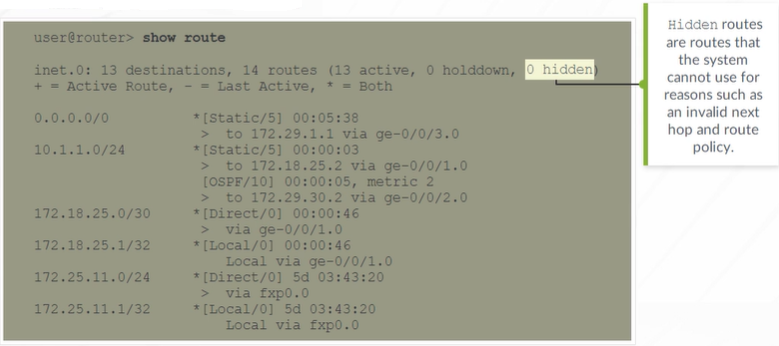 user@router> show route
inet.0: 13 destinations, 14 routes (13 active, 0 holddown, 0 hidden)
+ = Active Route, - = Last Active, * = Both
0.0.0.0/0 *[Static/5] 00:05:38
> to 172.29.1.1 via ge-0/0/3.0
10.1.1.0/24 *[Static/5] 00:00:03
> to 172.18.25.2 via ge-0/0/1.0
[OSPF/10] 00:00:05, metric 2
> to 172.29.30.2 via ge-0/0/2.0
172.18.25.0/30 *[Direct/0] 00:00:46
> via ge-0/0/1.0
172.18.25.1/32 *[Local/0] 00:00:46
Local via ge-0/0/1.0
172.25.11.0/24 *[Direct/0] 5d 03:43:20
> via fxp0.0
172.25.11.1/32 *[Local/0] 5d 03:43:20
Local via fxp0.0
Hidden routes
are routes that
the system
cannot use for
reasons such as
an invalid next
hop and route
policy.